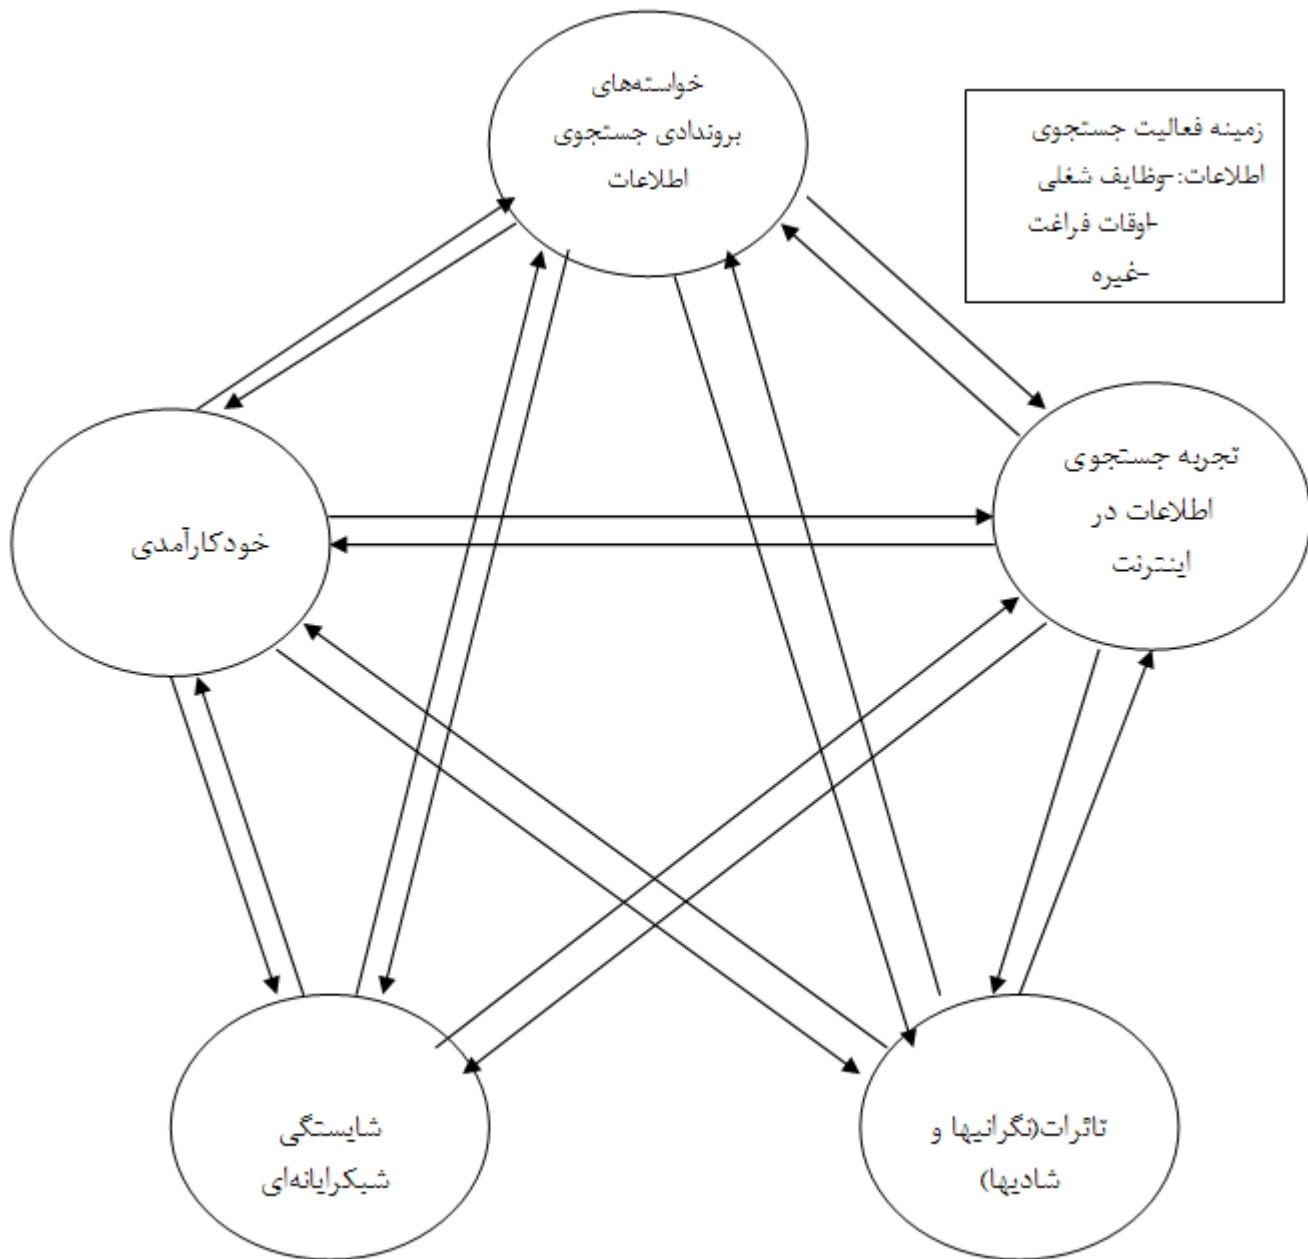 خواسته‌های
بروندادی جستجوی
اطلاعات
زمینه فعالیت جستجوی
اطلاعات: -وظایف شغلی
-اوقات فراغت
-غیره
تجربه جستجوی
اطلاعات در
اینترنت
خودکارآمدی
شایستگی
شبکرایانه‌ای
تاثرات(نگرانیها و
شادیها)